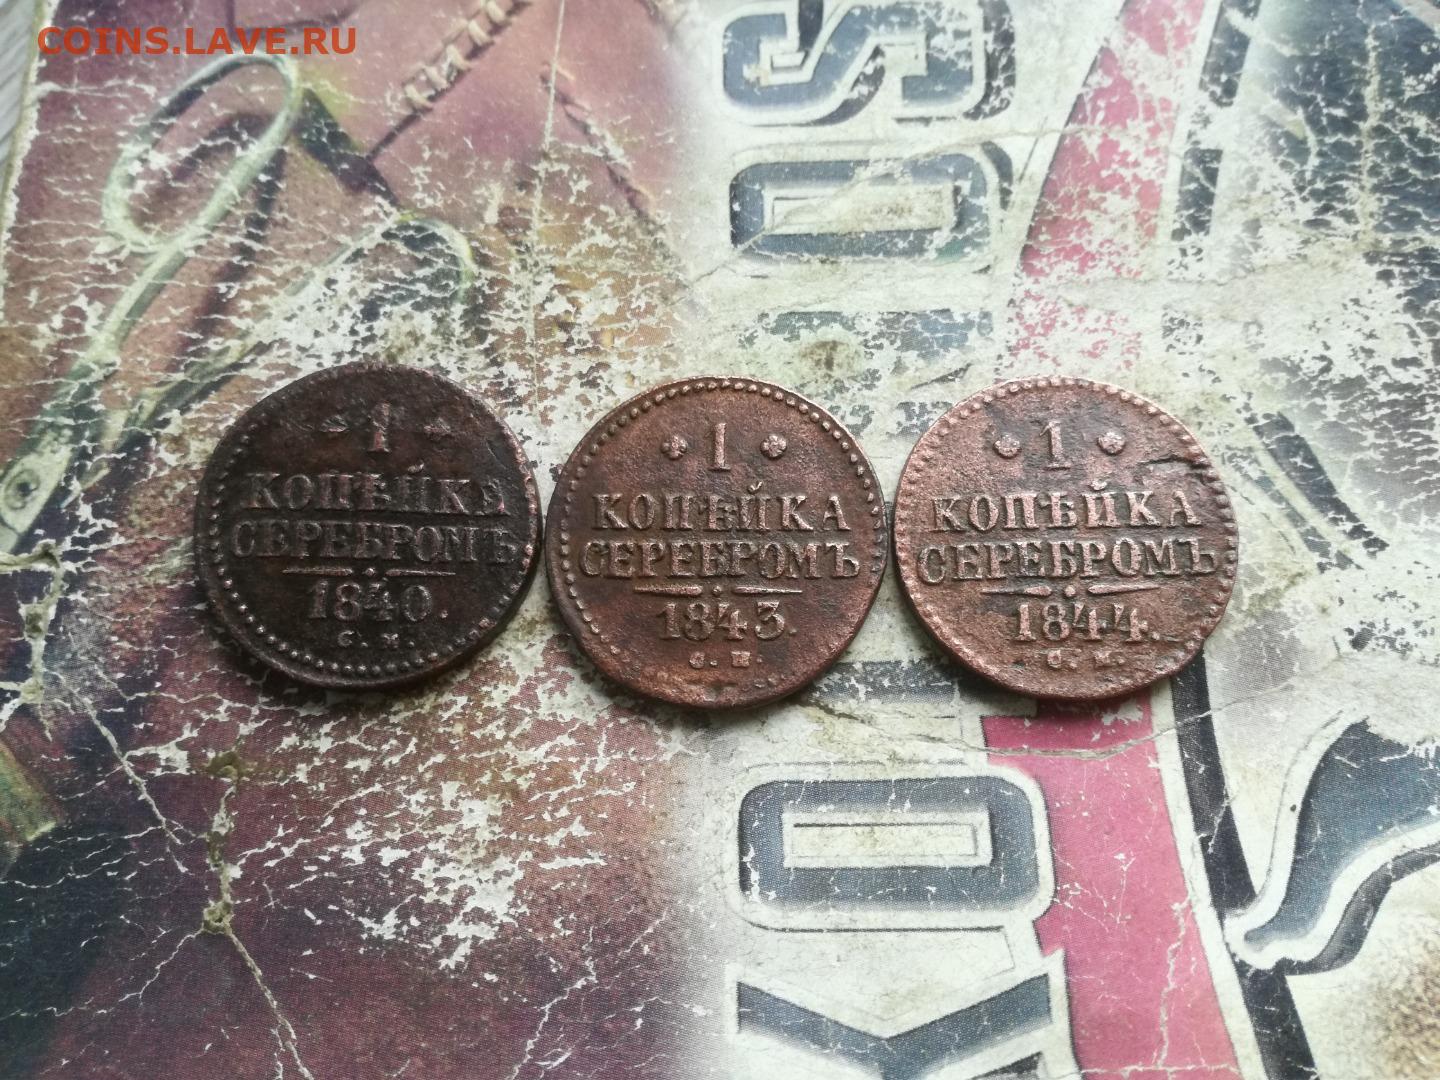 COINS.LAVE.RU
1
КОПѢЙКА
СЕРЕБРОМЪ
1840.
С. М.
1
КОПѢЙКА
СЕРЕБРОМЪ
1843.
1
КОПѢЙКА
СЕРЕБРОМЪ
1844.
С. М.